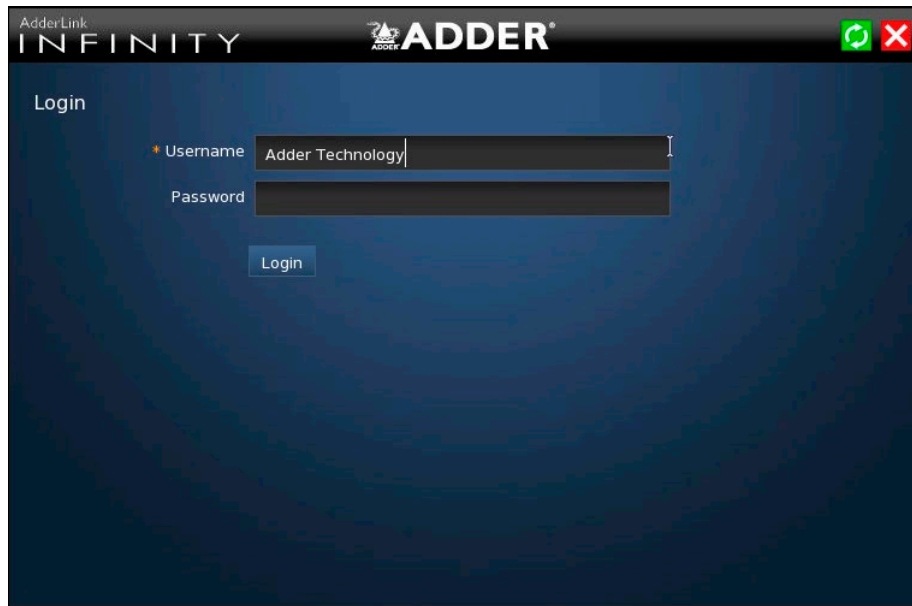 AdderLink
INFINITY
ADDER
ADDER®
Login
* Username
Adder Technology
Password
Login